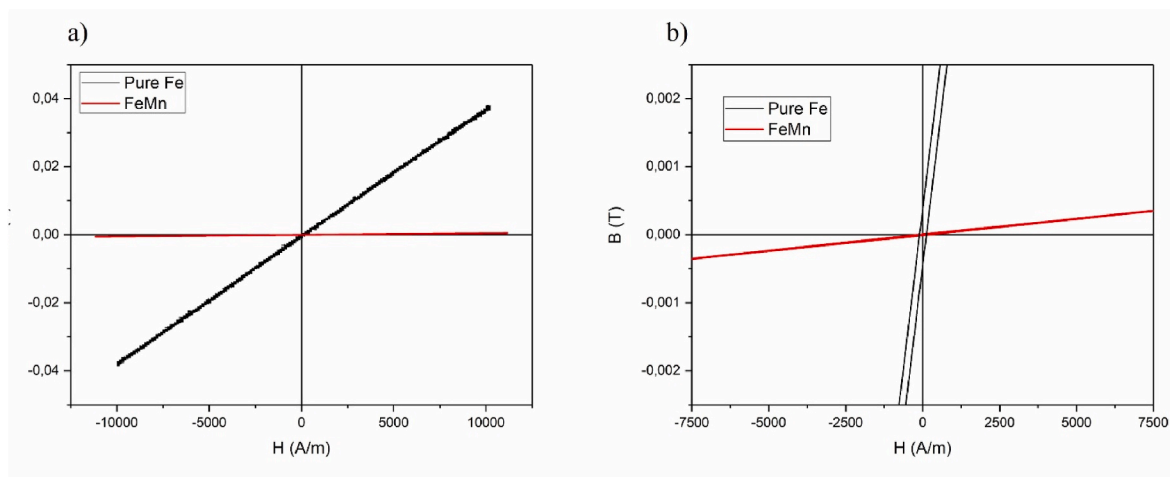 a)
Pure Fe
FeMn
0,04
0,02
0,00
-0,02
-0,04
-10000 -5000 0 5000 10000
H (A/m)
b)
Pure Fe
FeMn
B (T)
0,002
0,001
0,000
-0,001
-0,002
-7500 -5000 -2500 0 2500 5000 7500
H (A/m)